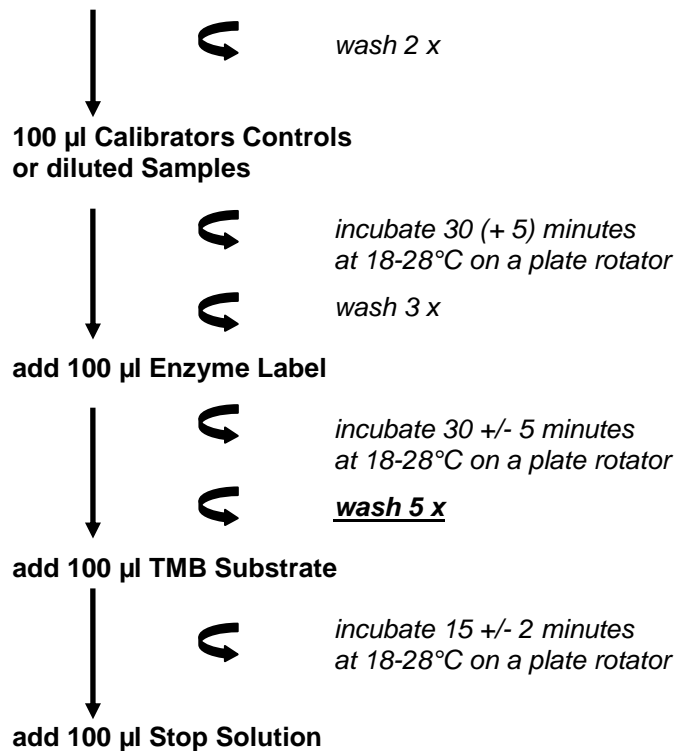 wash 2 x
100 µl Calibrators Controls
or diluted Samples
incubate 30 (+ 5) minutes
at 18-28°C on a plate rotator
wash 3 x
add 100 µl Enzyme Label
incubate 30 +/- 5 minutes
at 18-28°C on a plate rotator
wash 5 x
add 100 µl TMB Substrate
incubate 15 +/- 2 minutes
at 18-28°C on a plate rotator
add 100 µl Stop Solution